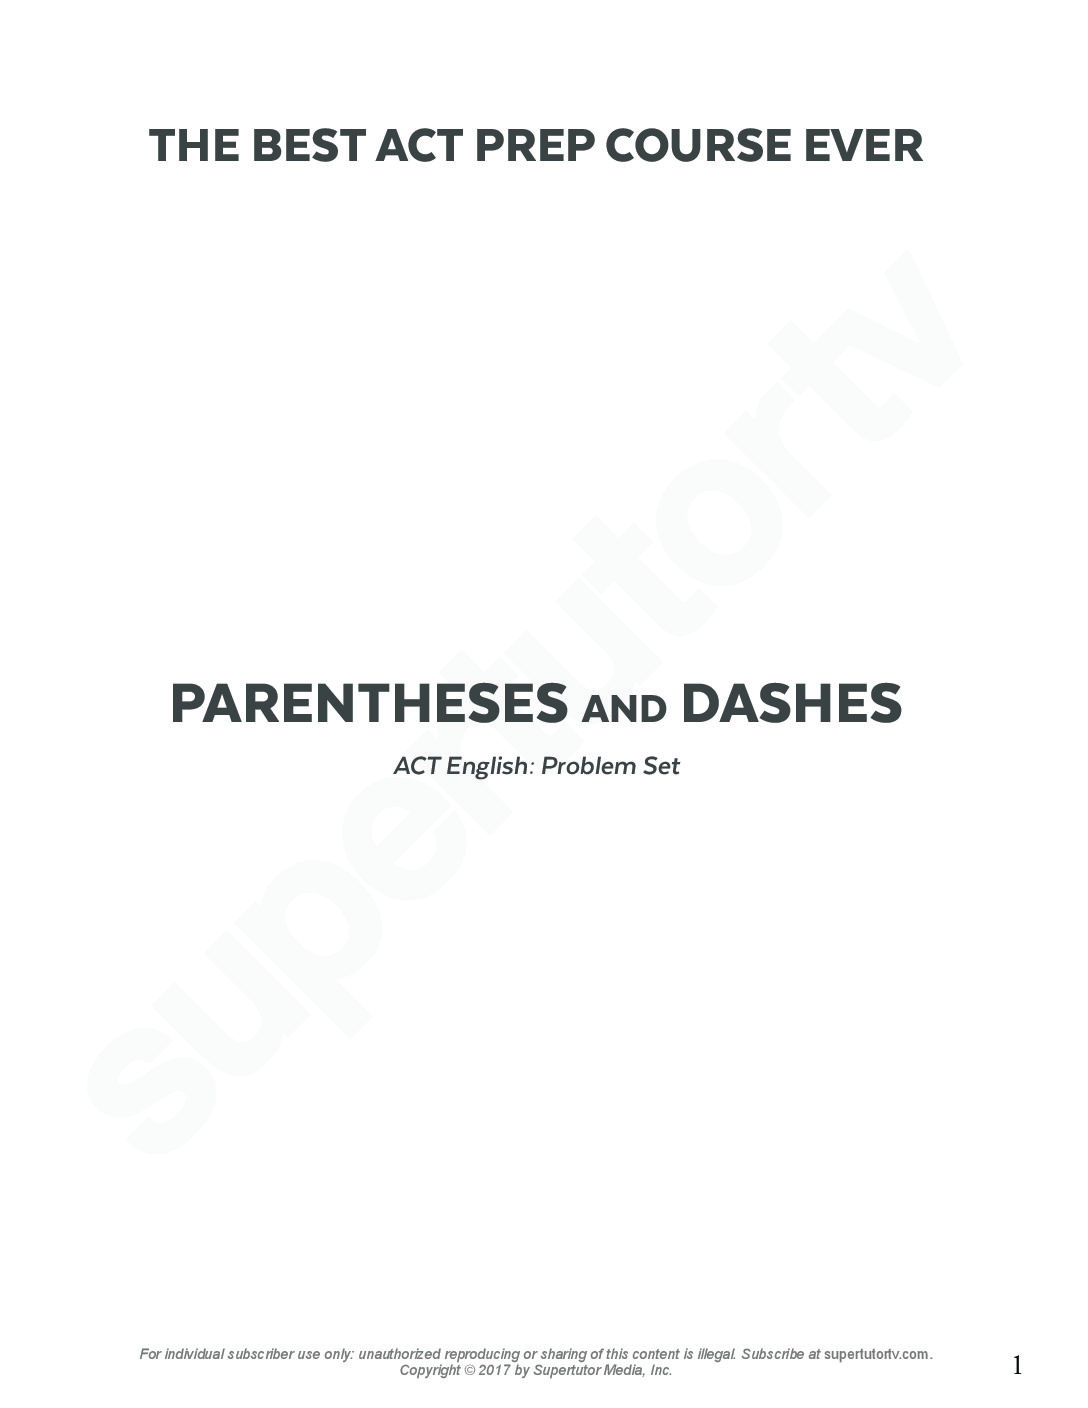 THE BEST ACT PREP COURSE EVER
supertutortv
PARENTHESES AND DASHES
ACT English: Problem Set
For individual subscriber use only: unauthorized reproducing or sharing of this content is illegal. Subscribe at supertutortv.com.
Copyright © 2017 by Supertutor Media, Inc.
1